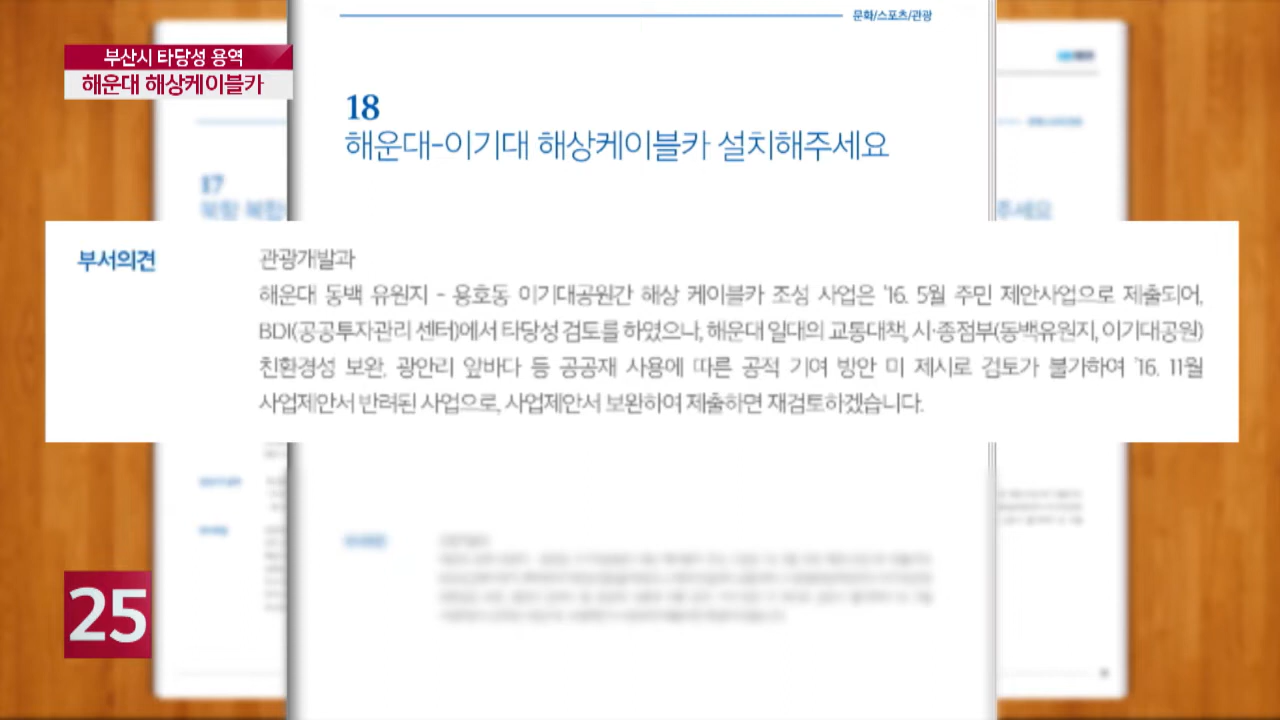 문화/스포츠/관광
부산시 타당성 용역
해운대 해상케이블카
18
해운대-이기대 해상케이블카 설치해주세요
17
북항 복합
주세요
부서의견
관광개발과
해운대 동백 유원지 - 용호동 이기대공원간 해상 케이블카 조성 사업은 '16. 5월 주민 제안사업으로 제출되어,
BDI(공공투자관리 센터)에서 타당성 검토를 하였으나, 해운대 일대의 교통대책, 시·종점부(동백유원지, 이기대공원)
친환경성 보완, 광안리 앞바다 등 공공재 사용에 따른 공적 기여 방안 미 제시로 검토가 불가하여 '16. 11월
사업제안서 반려된 사업으로, 사업제안서 보완하여 제출하면 재검토하겠습니다.
부서의견
25